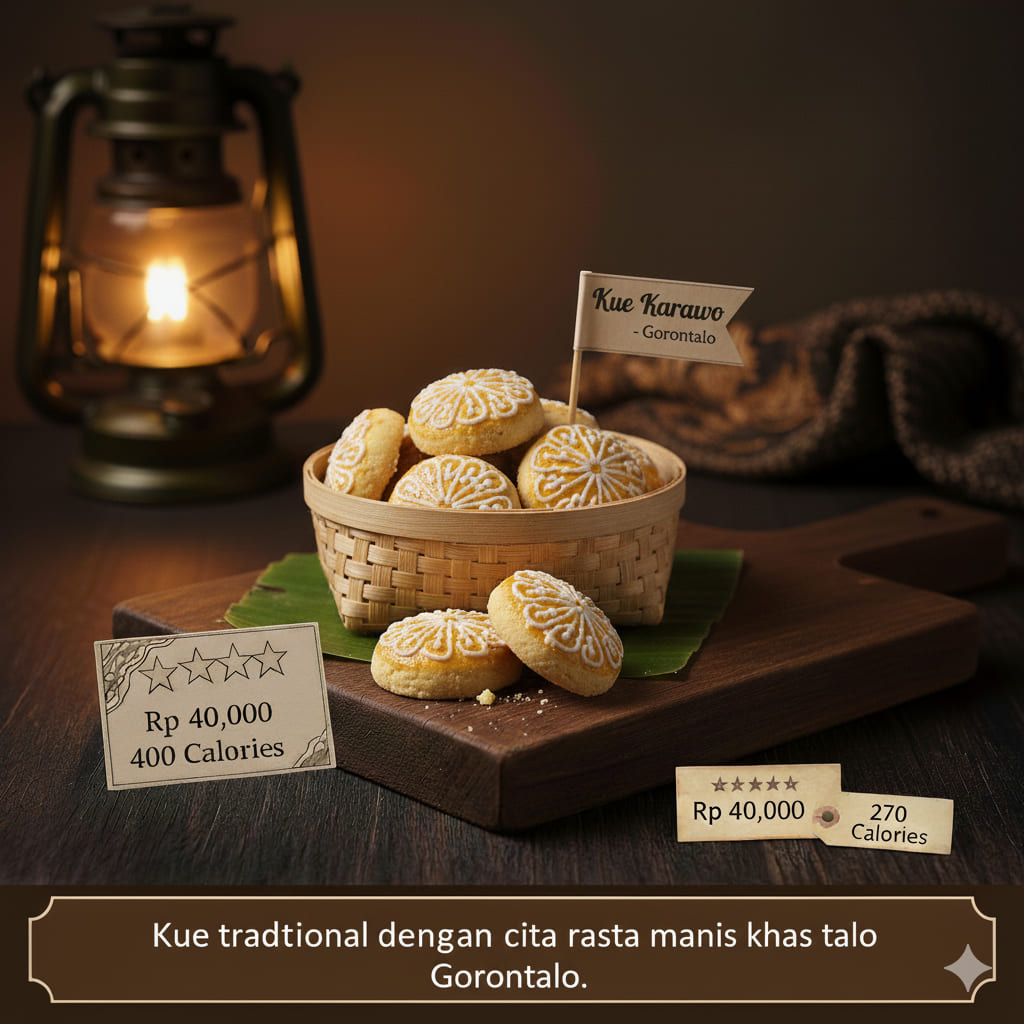 Kue Karawo
- Gorontalo
Rp 40,000
400 Calories
Rp 40,000
270
Calories
Kue tradtional dengan cita rasta manis khas talo
Gorontalo.